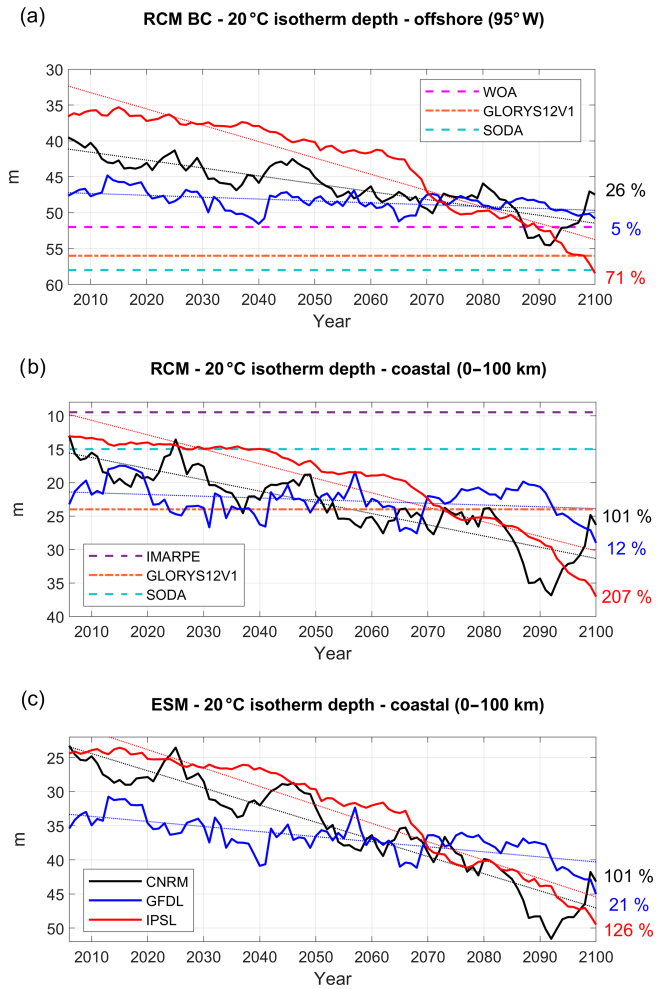 (a)
RCM BC - 20 °C isotherm depth - offshore (95° W)
30
35
40
45
50
55
60
m
WOA
GLORYS12V1
SODA
26 %
5 %
71 %
2010 2020 2030 2040 2050 2060 2070 2080 2090 2100
Year
(b)
RCM - 20 °C isotherm depth - coastal (0–100 km)
10
15
20
25
30
35
40
m
IMARPE
GLORYS12V1
SODA
101 %
12 %
207 %
2010 2020 2030 2040 2050 2060 2070 2080 2090 2100
Year
(c)
ESM - 20 °C isotherm depth - coastal (0–100 km)
25
30
35
40
45
50
m
CNRM
GFDL
IPSL
101 %
21 %
126 %
2010 2020 2030 2040 2050 2060 2070 2080 2090 2100
Year